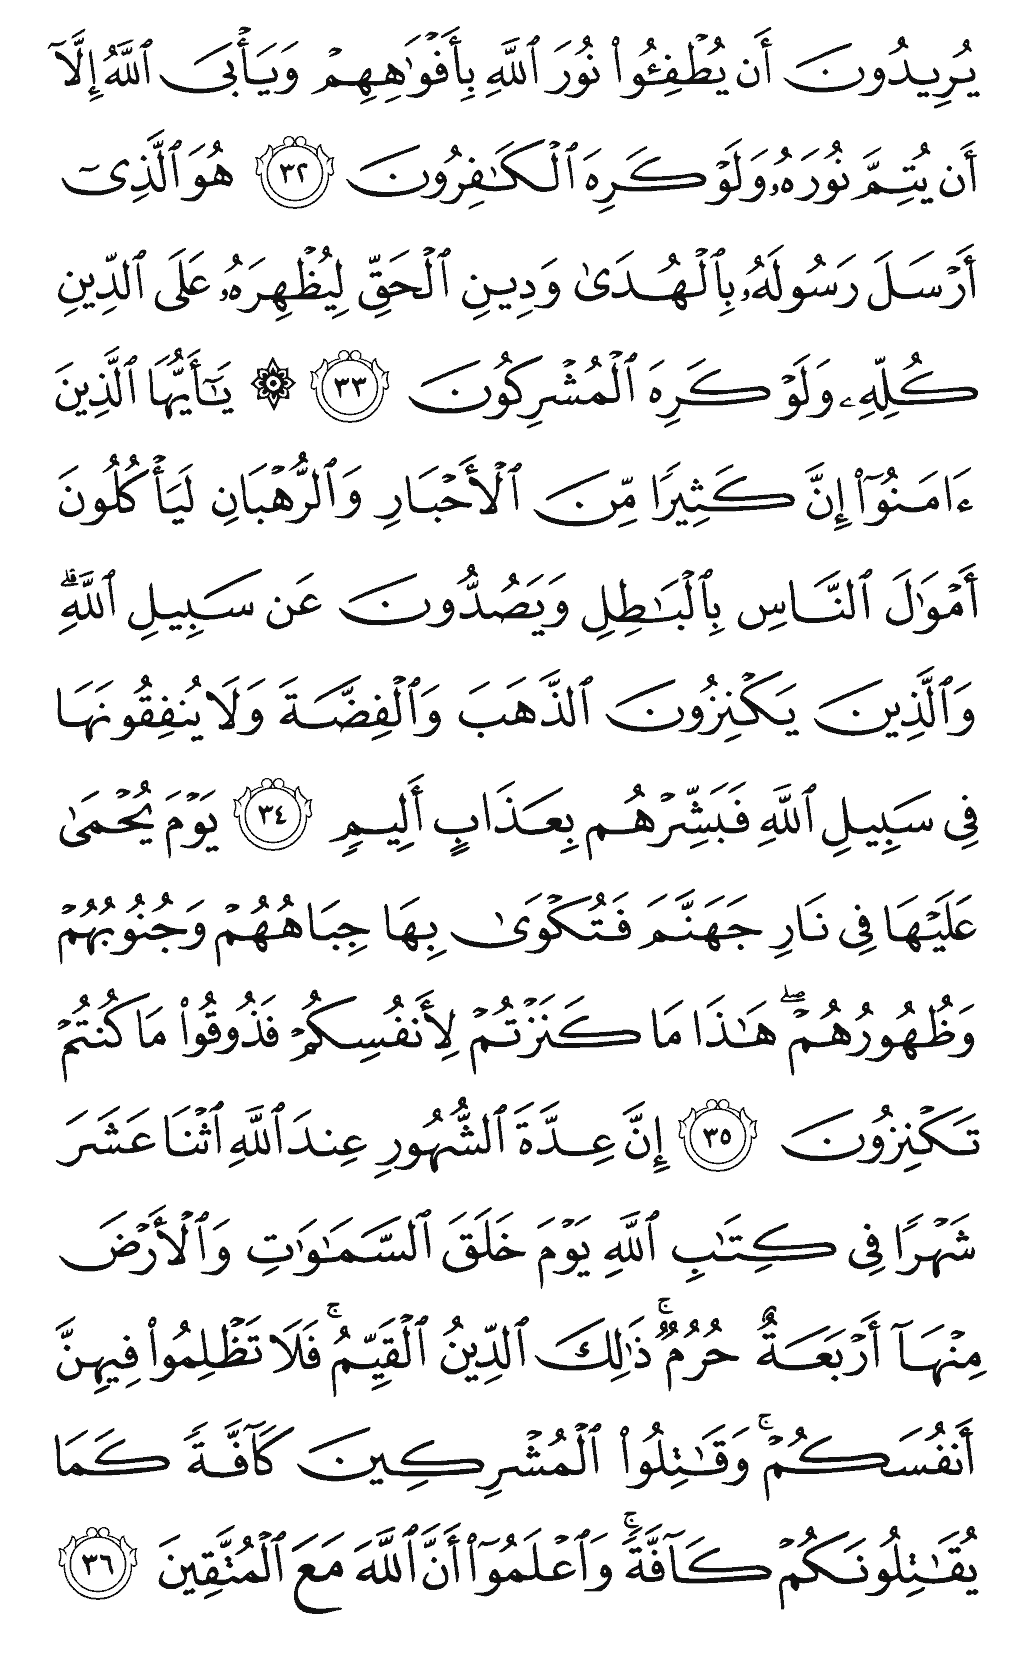 يُرِيدُونَ أَن يُطْفِـُٔوا۟ نُورَ ٱللَّهِ بِأَفْوَٰهِهِمْ وَيَأْبَى ٱللَّهُ إِلَّآ
أَن يُتِمَّ نُورَهُۥ وَلَوْ كَرِهَ ٱلْكَـٰفِرُونَ ٣٢ هُوَ ٱلَّذِىٓ
أَرْسَلَ رَسُولَهُۥ بِٱلْهُدَىٰ وَدِينِ ٱلْحَقِّ لِيُظْهِرَهُۥ عَلَى ٱلدِّينِ
كُلِّهِۦ وَلَوْ كَرِهَ ٱلْمُشْرِكُونَ ٣٣ ۞ يَـٰٓأَيُّهَا ٱلَّذِينَ
ءَامَنُوٓا۟ إِنَّ كَثِيرًا مِّنَ ٱلْأَحْبَارِ وَٱلرُّهْبَانِ لَيَأْكُلُونَ
أَمْوَٰلَ ٱلنَّاسِ بِٱلْبَـٰطِلِ وَيَصُدُّونَ عَن سَبِيلِ ٱللَّهِ ۗ
وَٱلَّذِينَ يَكْنِزُونَ ٱلذَّهَبَ وَٱلْفِضَّةَ وَلَا يُنفِقُونَهَا
فِى سَبِيلِ ٱللَّهِ فَبَشِّرْهُم بِعَذَابٍ أَلِيمٍ ٣٤ يَوْمَ يُحْمَىٰ
عَلَيْهَا فِى نَارِ جَهَنَّمَ فَتُكْوَىٰ بِهَا جِبَاهُهُمْ وَجُنُوبُهُمْ
وَظُهُورُهُمْ ۖ هَـٰذَا مَا كَنَزْتُمْ لِأَنفُسِكُمْ فَذُوقُوا۟ مَا كُنتُمْ
تَكْنِزُونَ ٣٥ إِنَّ عِدَّةَ ٱلشُّهُورِ عِندَ ٱللَّهِ ٱثْنَا عَشَرَ
شَهْرًا فِى كِتَـٰبِ ٱللَّهِ يَوْمَ خَلَقَ ٱلسَّمَـٰوَٰتِ وَٱلْأَرْضَ
مِنْهَآ أَرْبَعَةٌ حُرُمٌ ۚ ذَٰلِكَ ٱلدِّينُ ٱلْقَيِّمُ ۚ فَلَا تَظْلِمُوا۟ فِيهِنَّ
أَنفُسَكُمْ ۚ وَقَـٰتِلُوا۟ ٱلْمُشْرِكِينَ كَآفَّةً كَمَا
يُقَـٰتِلُونَكُمْ كَآفَّةً ۚ وَٱعْلَمُوٓا۟ أَنَّ ٱللَّهَ مَعَ ٱلْمُتَّقِينَ ٣٦